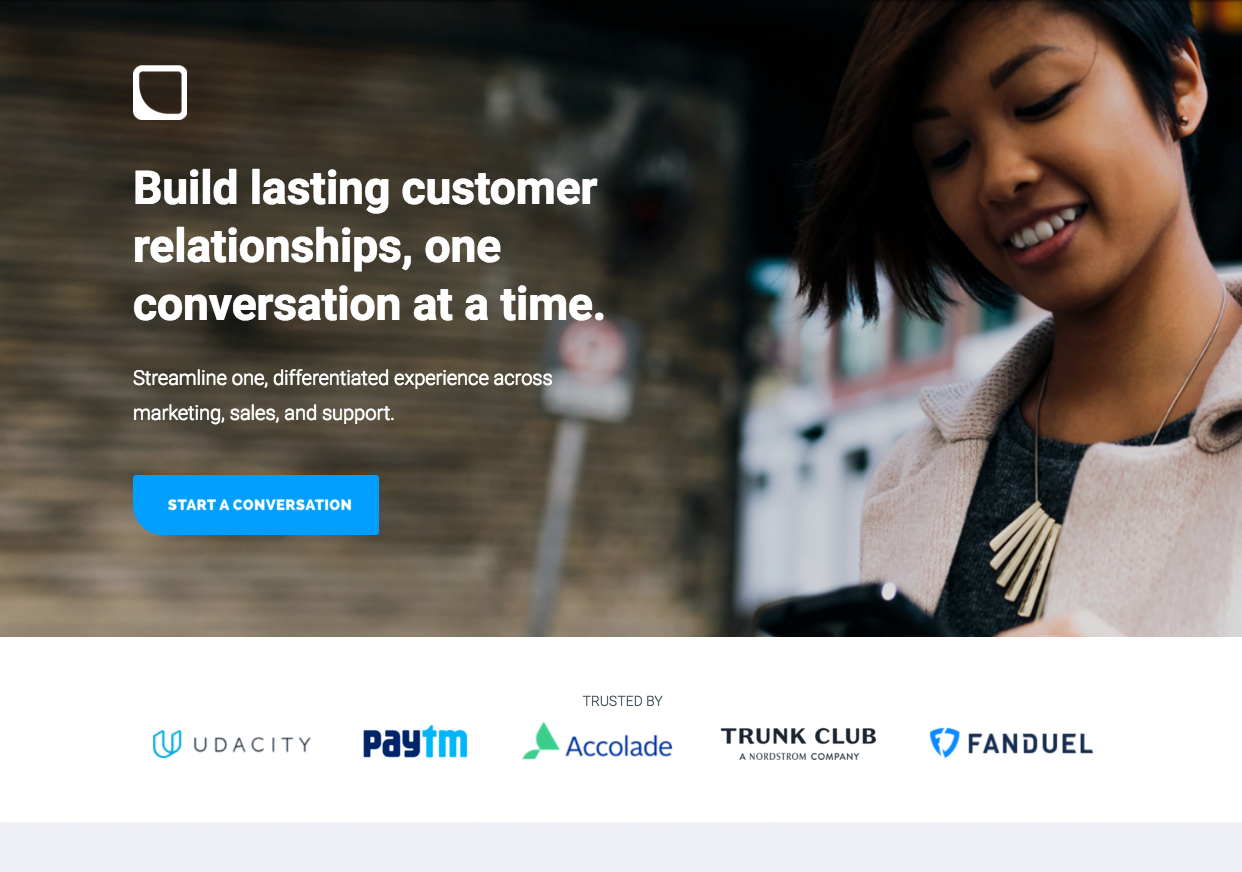 Build lasting customer
relationships, one
conversation at a time.
Streamline one, differentiated experience across
marketing, sales, and support.
START A CONVERSATION
TRUSTED BY
UDACITY
paytm
Accolade
TRUNK CLUB
A NORDSTROM COMPANY
FANDUEL